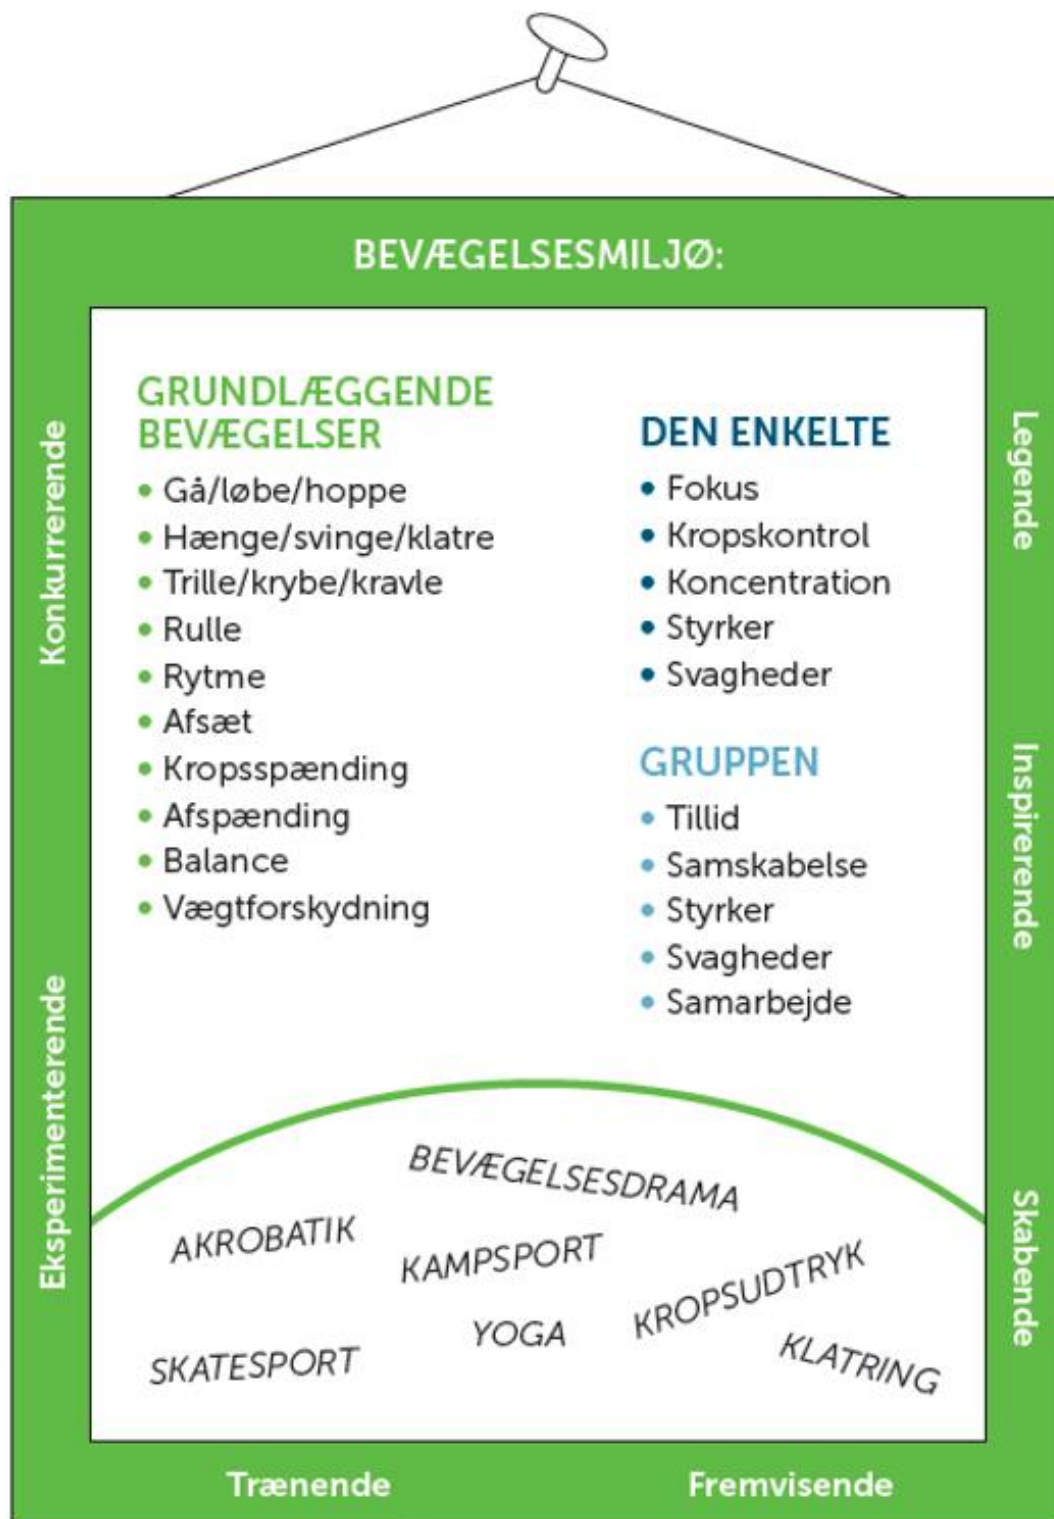 BEVÆGELSESMILJØ:
Konkurrerende
Eksperimenterende
GRUNDLÆGGENDE
BEVÆGELSER
• Gå/løbe/hoppe
• Hænge/svinge/klatre
• Trille/krybe/kravle
• Rulle
• Rytme
• Afsæt
• Kropsspænding
• Afspænding
• Balance
• Vægtforskydning
DEN ENKELTE
• Fokus
• Kropskontrol
• Koncentration
• Styrker
• Svagheder
GRUPPEN
• Tillid
• Samskabelse
• Styrker
• Svagheder
• Samarbejde
Legende
Inspirerende
Skabende
BEVÆGELSESDRAMA
AKROBATIK
KAMPSPORT
KROPSUDTRYK
YOGA
SKATESPORT
KLATRING
Trænende
Fremvisende